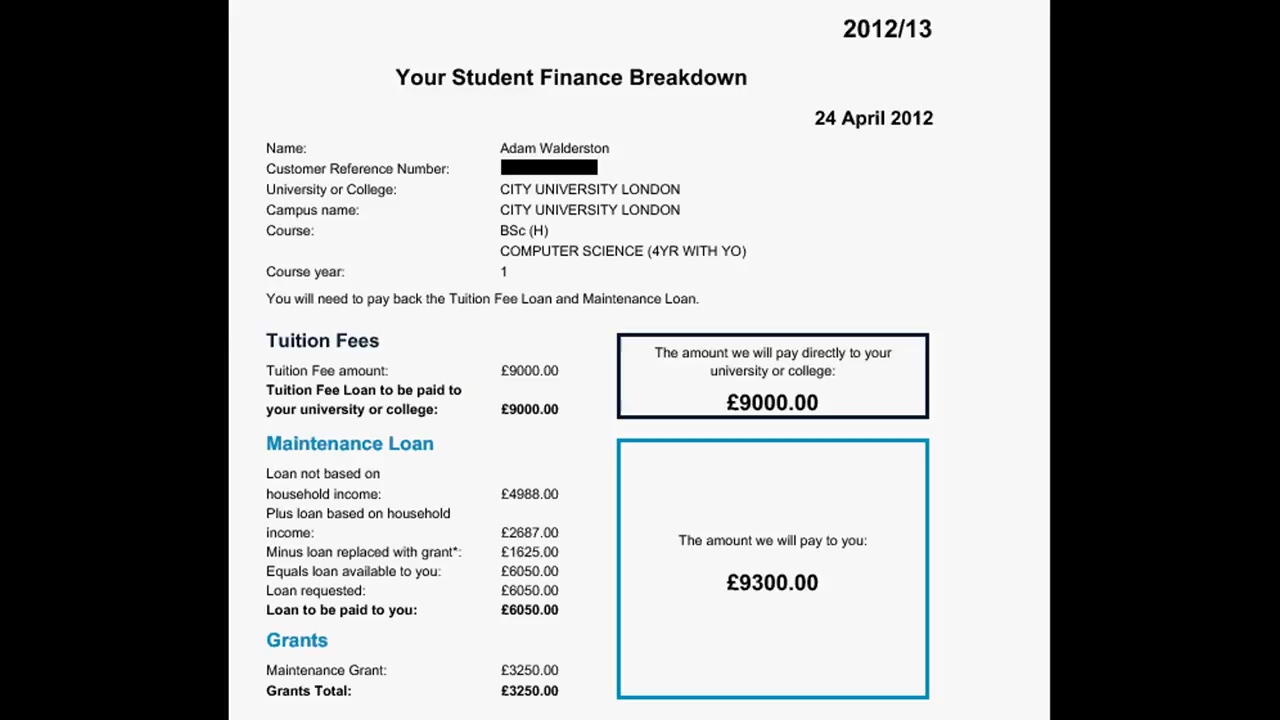 2012/13
Your Student Finance Breakdown
24 April 2012
Name: Adam Walderston
Customer Reference Number:
University or College: CITY UNIVERSITY LONDON
Campus name: CITY UNIVERSITY LONDON
Course: BSc (H)
COMPUTER SCIENCE (4YR WITH YO)
Course year: 1
You will need to pay back the Tuition Fee Loan and Maintenance Loan.
Tuition Fees
Tuition Fee amount: £9000.00
Tuition Fee Loan to be paid to
your university or college: £9000.00
The amount we will pay directly to your
university or college:
£9000.00
Maintenance Loan
Loan not based on
household income: £4988.00
Plus loan based on household
income: £2687.00
Minus loan replaced with grant*: £1625.00
Equals loan available to you: £6050.00
Loan requested: £6050.00
Loan to be paid to you: £6050.00
Grants
Maintenance Grant: £3250.00
Grants Total: £3250.00
The amount we will pay to you:
£9300.00